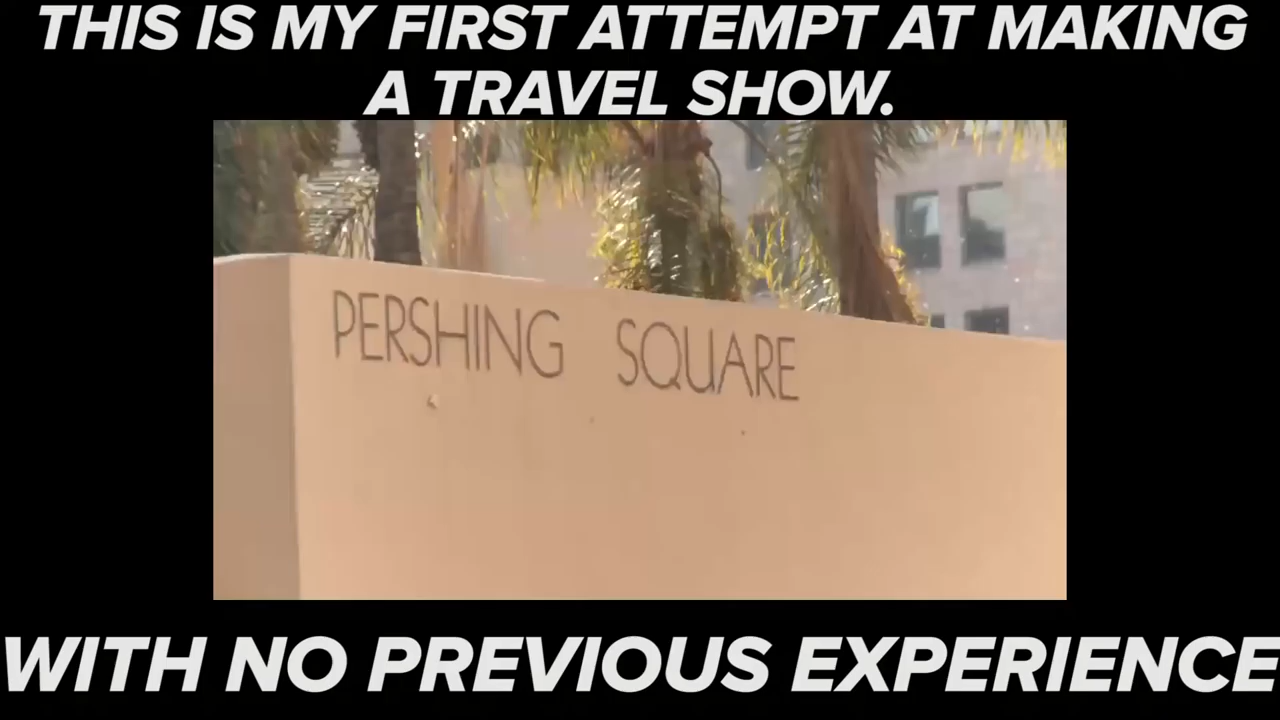 THIS IS MY FIRST ATTEMPT AT MAKING
A TRAVEL SHOW.
PERSHING SQUARE
WITH NO PREVIOUS EXPERIENCE